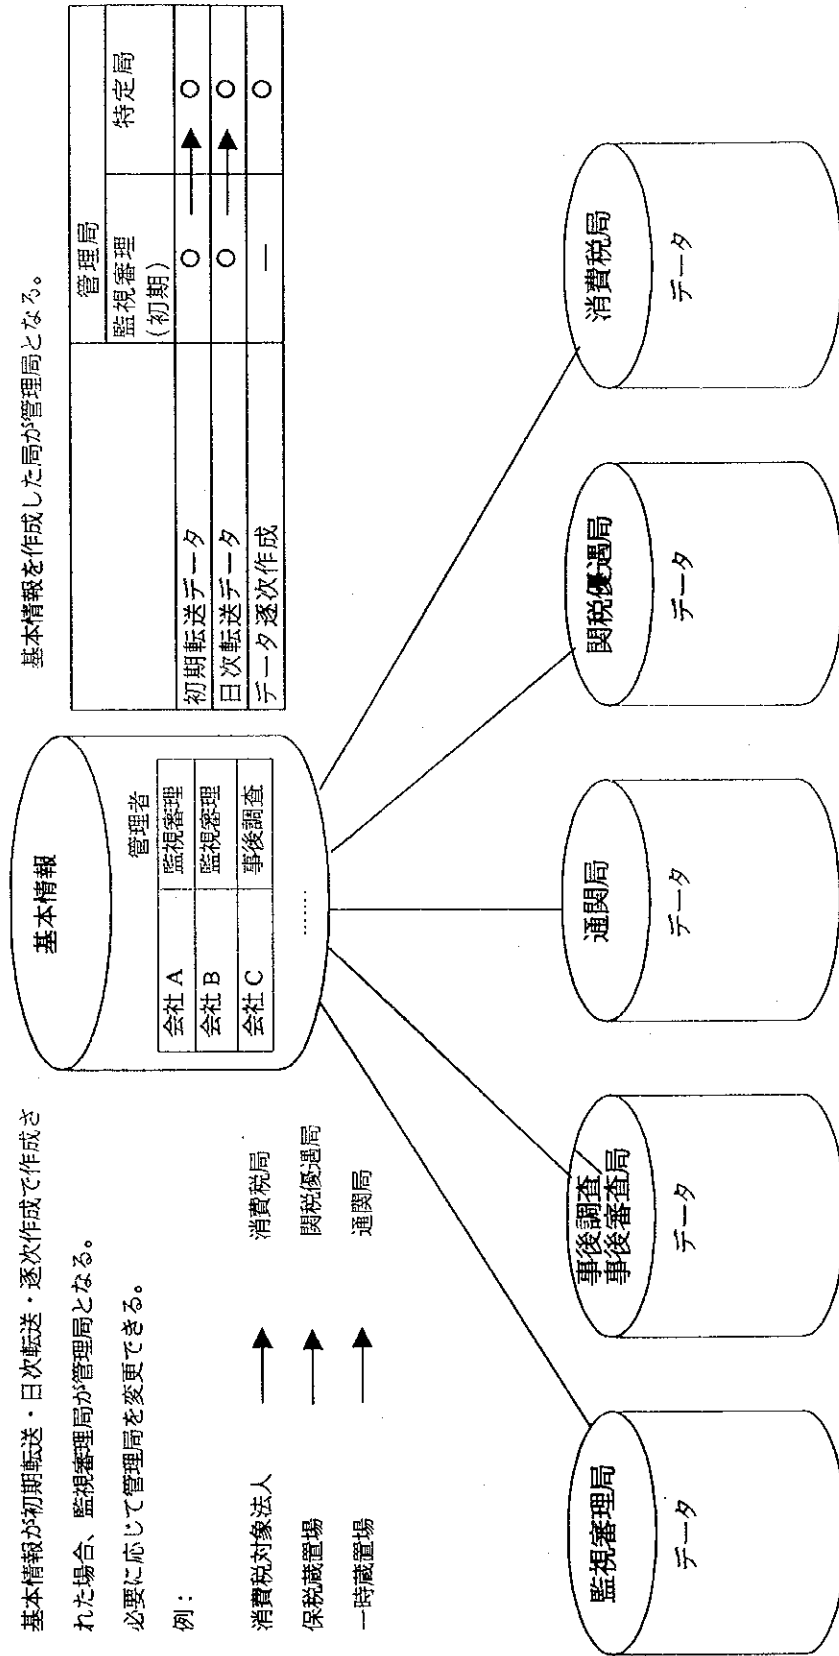 基本情報が初期転送・日次転送・逐次作成で作成さ
れた場合、監視審理局が管理局となる。
必要に応じて管理局を変更できる。
例：
消費税対象法人 → 消費税局
保税蔵置場 → 関税優遇局
一時蔵置場 → 通関局
基本情報
管理者
会社 A 監視審理
会社 B 監視審理
会社 C 事後調査
........
基本情報を作成した局が管理局となる。
管理局
監視審理
(初期)
特定局
初期転送データ ○ → ○
日次転送データ ○ → ○
データ逐次作成 － ○
監視審理局
データ
事後調査
事後審査局
データ
通関局
データ
関税優遇局
データ
消費税局
データ